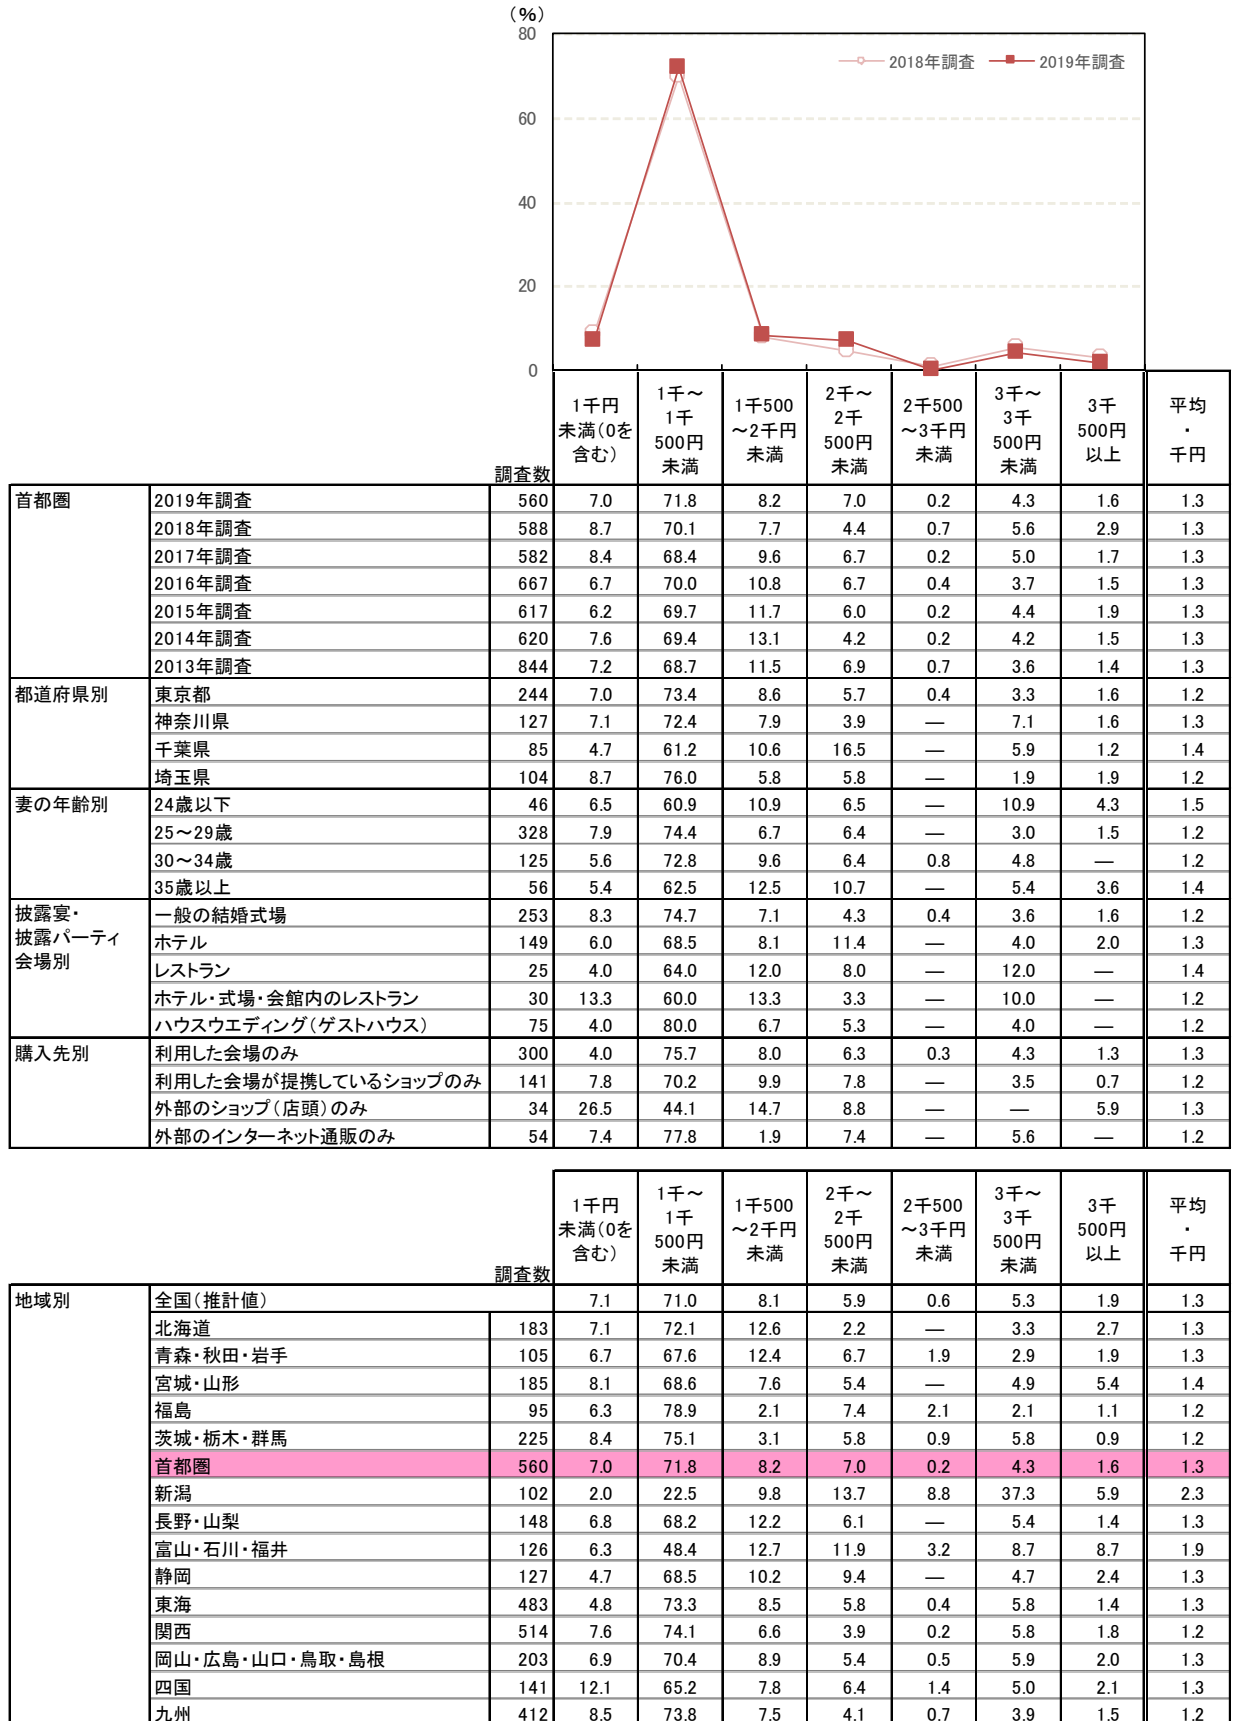 （%）
80
60
40
20
0
2018年調査 2019年調査
調査数 1千円未満（0を含む） 1千～1千500円未満 1千500～2千円未満 2千～2千500円未満 2千500～3千円未満 3千～3千500円未満 3千500円以上 平均・千円
首都圏 2019年調査 560 7.0 71.8 8.2 7.0 0.2 4.3 1.6 1.3
2018年調査 588 8.7 70.1 7.7 4.4 0.7 5.6 2.9 1.3
2017年調査 582 8.4 68.4 9.6 6.7 0.2 5.0 1.7 1.3
2016年調査 667 6.7 70.0 10.8 6.7 0.4 3.7 1.5 1.3
2015年調査 617 6.2 69.7 11.7 6.0 0.2 4.4 1.9 1.3
2014年調査 620 7.6 69.4 13.1 4.2 0.2 4.2 1.5 1.3
2013年調査 844 7.2 68.7 11.5 6.9 0.7 3.6 1.4 1.3
都道府県別 東京都 244 7.0 73.4 8.6 5.7 0.4 3.3 1.6 1.2
神奈川県 127 7.1 72.4 7.9 3.9 ― 7.1 1.6 1.3
千葉県 85 4.7 61.2 10.6 16.5 ― 5.9 1.2 1.4
埼玉県 104 8.7 76.0 5.8 5.8 ― 1.9 1.9 1.2
妻の年齢別 24歳以下 46 6.5 60.9 10.9 6.5 ― 10.9 4.3 1.5
25～29歳 328 7.9 74.4 6.7 6.4 ― 3.0 1.5 1.2
30～34歳 125 5.6 72.8 9.6 6.4 0.8 4.8 ― 1.2
35歳以上 56 5.4 62.5 12.5 10.7 ― 5.4 3.6 1.4
披露宴・披露パーティ会場別 一般の結婚式場 253 8.3 74.7 7.1 4.3 0.4 3.6 1.6 1.2
ホテル 149 6.0 68.5 8.1 11.4 ― 4.0 2.0 1.3
レストラン 25 4.0 64.0 12.0 8.0 ― 12.0 ― 1.4
ホテル・式場・会館内のレストラン 30 13.3 60.0 13.3 3.3 ― 10.0 ― 1.2
ハウスウエディング（ゲストハウス） 75 4.0 80.0 6.7 5.3 ― 4.0 ― 1.2
購入先別 利用した会場のみ 300 4.0 75.7 8.0 6.3 0.3 4.3 1.3 1.3
利用した会場が提携しているショップのみ 141 7.8 70.2 9.9 7.8 ― 3.5 0.7 1.2
外部のショップ（店頭）のみ 34 26.5 44.1 14.7 8.8 ― ― 5.9 1.3
外部のインターネット通販のみ 54 7.4 77.8 1.9 7.4 ― 5.6 ― 1.2
調査数 1千円未満（0を含む） 1千～1千500円未満 1千500～2千円未満 2千～2千500円未満 2千500～3千円未満 3千～3千500円未満 3千500円以上 平均・千円
地域別 全国（推計値） 7.1 71.0 8.1 5.9 0.6 5.3 1.9 1.3
北海道 183 7.1 72.1 12.6 2.2 ― 3.3 2.7 1.3
青森・秋田・岩手 105 6.7 67.6 12.4 6.7 1.9 2.9 1.9 1.3
宮城・山形 185 8.1 68.6 7.6 5.4 ― 4.9 5.4 1.4
福島 95 6.3 78.9 2.1 7.4 2.1 2.1 1.1 1.2
茨城・栃木・群馬 225 8.4 75.1 3.1 5.8 0.9 5.8 0.9 1.2
首都圏 560 7.0 71.8 8.2 7.0 0.2 4.3 1.6 1.3
新潟 102 2.0 22.5 9.8 13.7 8.8 37.3 5.9 2.3
長野・山梨 148 6.8 68.2 12.2 6.1 ― 5.4 1.4 1.3
富山・石川・福井 126 6.3 48.4 12.7 11.9 3.2 8.7 8.7 1.9
静岡 127 4.7 68.5 10.2 9.4 ― 4.7 2.4 1.3
東海 483 4.8 73.3 8.5 5.8 0.4 5.8 1.4 1.3
関西 514 7.6 74.1 6.6 3.9 0.2 5.8 1.8 1.2
岡山・広島・山口・鳥取・島根 203 6.9 70.4 8.9 5.4 0.5 5.9 2.0 1.3
四国 141 12.1 65.2 7.8 6.4 1.4 5.0 2.1 1.3
九州 412 8.5 73.8 7.5 4.1 0.7 3.9 1.5 1.2